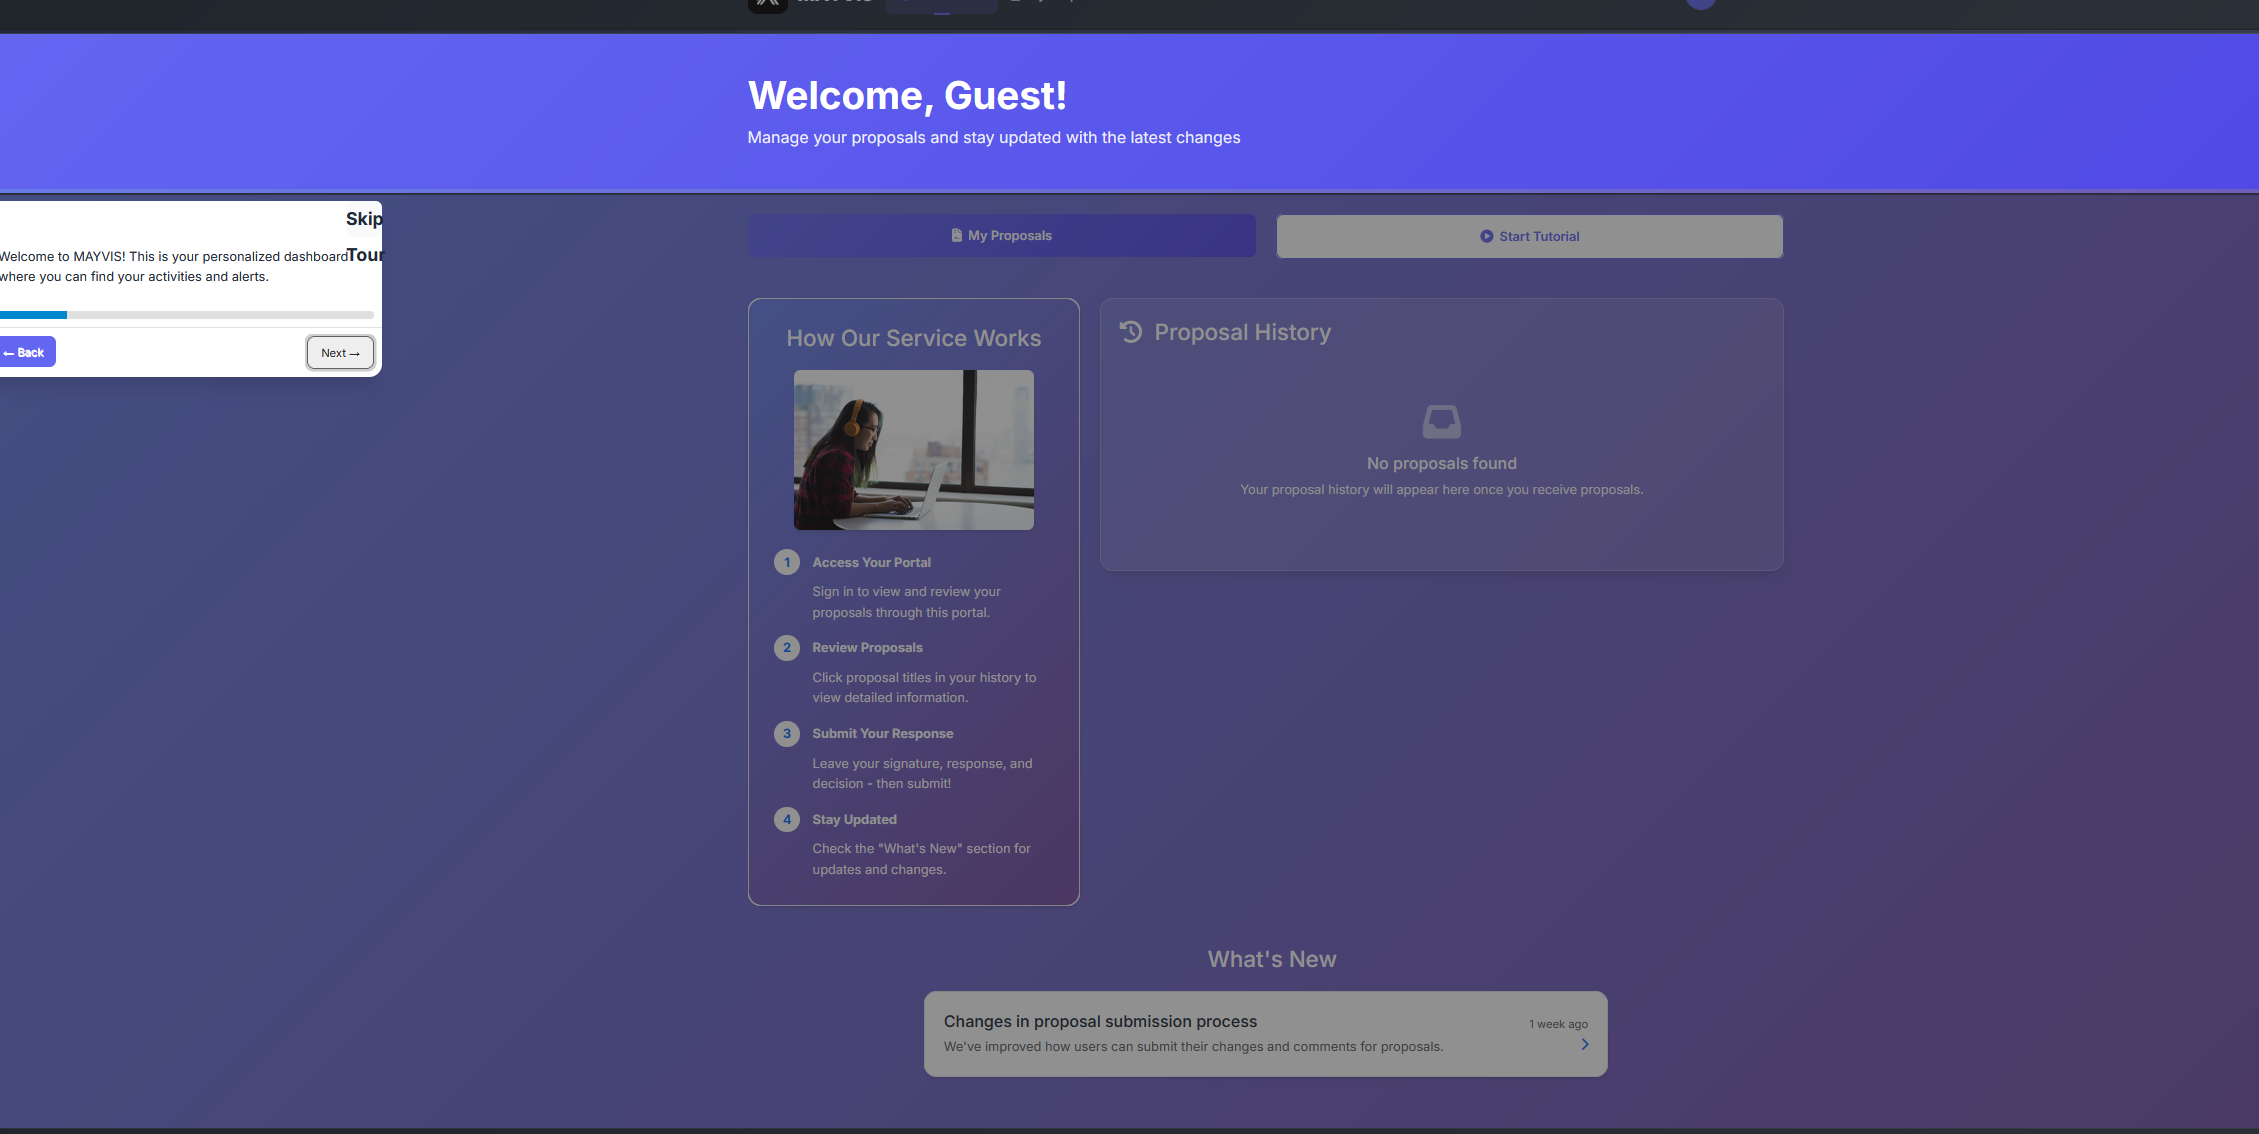 Welcome, Guest!
Manage your proposals and stay updated with the latest changes
Skip
Tour
Welcome to MAYVIS! This is your personalized dashboard
where you can find your activities and alerts.
← Back
Next →
My Proposals
Start Tutorial
How Our Service Works
1 Access Your Portal
Sign in to view and review your
proposals through this portal.
2 Review Proposals
Click proposal titles in your history to
view detailed information.
3 Submit Your Response
Leave your signature, response, and
decision - then submit!
4 Stay Updated
Check the "What's New" section for
updates and changes.
Proposal History
No proposals found
Your proposal history will appear here once you receive proposals.
What's New
Changes in proposal submission process
1 week ago
We've improved how users can submit their changes and comments for proposals.